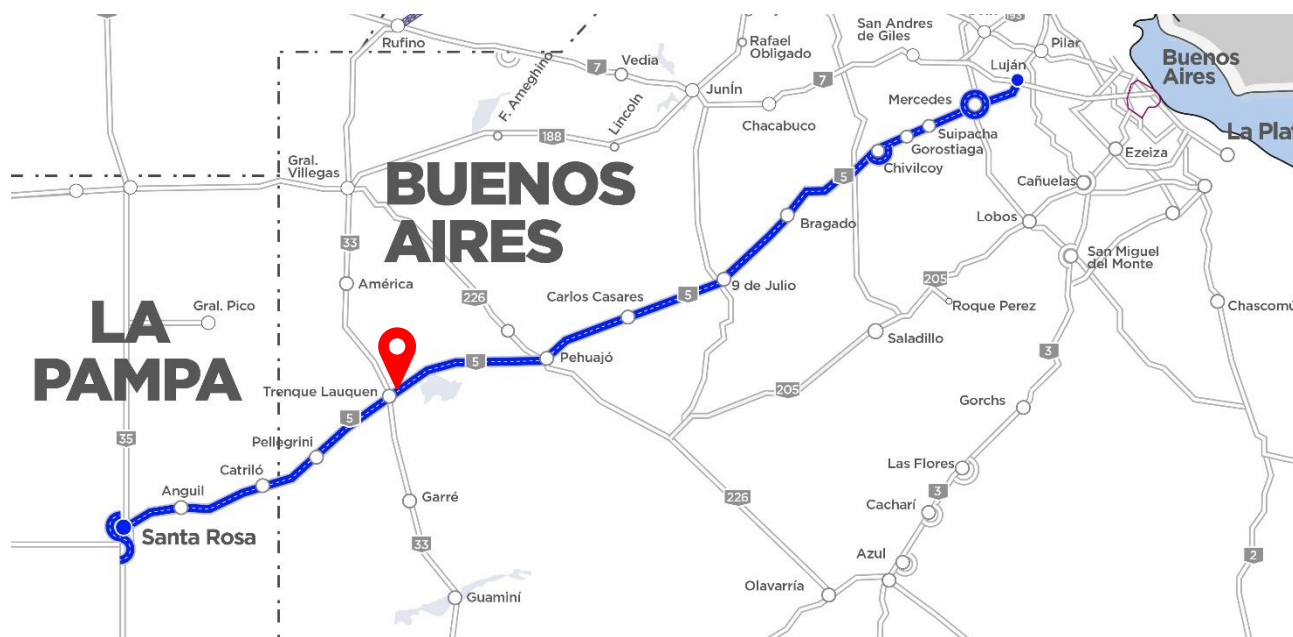 Rufino
7
Vedia
F. Ameghino
188
Lincoln
Rafael
Obligado
Junín
Chacabuco
7
San Andres
de Giles
193
Pilar
Luján
Buenos
Aires
La Plat
Mercedes
Suipacha
Gorostiaga
Chivilcoy
5
Ezeiza
Cañuelas
Lobos
San Miguel
del Monte
Chascomú
Gral.
Villegas
BUENOS
AIRES
33
América
226
Bragado
9 de Julio
Carlos Casares
5
205
Roque Perez
Saladillo
3
Gral. Pico
LA
PAMPA
35
Pehuajó
5
Trenque Lauquen
5
205
Gorchs
Pellegrini
Catriló
Anguil
Santa Rosa
Garré
33
Guaminí
226
Las Flores
3
Cacharí
Azul
Olavarría
2